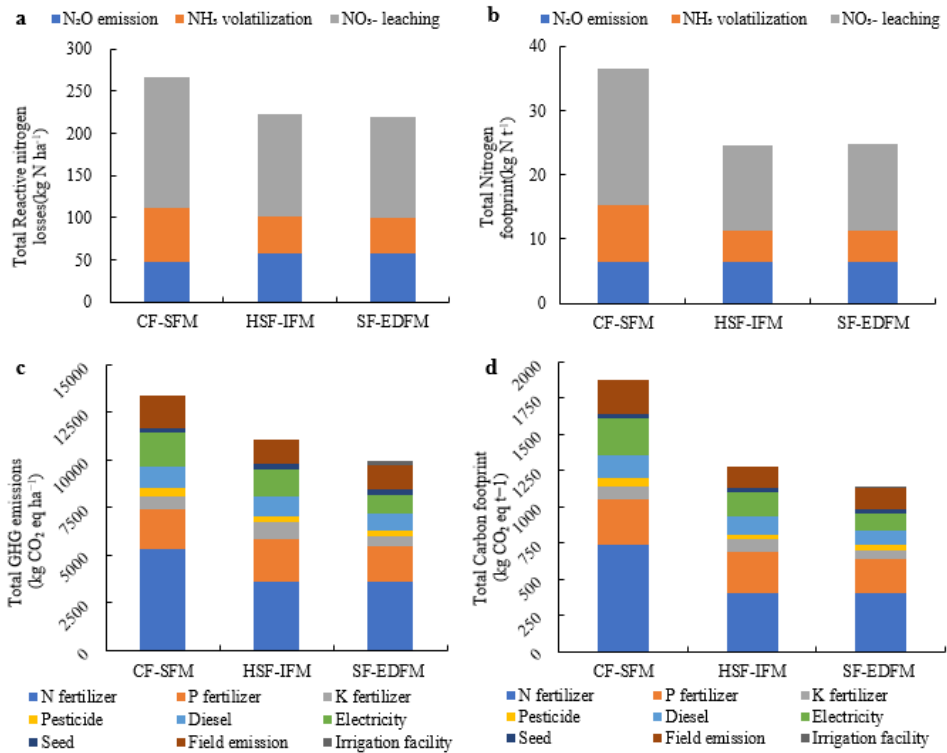 a
N₂O emission NH₃ volatilization NO₃- leaching
Total Reactive nitrogen
losses(kg N ha⁻¹)
300
250
200
150
100
50
0
CF-SFM HSF-IFM SF-EDFM
b
N₂O emission NH₃ volatilization NO₃- leaching
Total Nitrogen
footprint(kg N t⁻¹)
40
30
20
10
0
CF-SFM HSF-IFM SF-EDFM
c
Total GHG emissions
(kg CO₂ eq ha⁻¹)
15000
12500
10000
7500
5000
2500
0
CF-SFM HSF-IFM SF-EDFM
N fertilizer P fertilizer K fertilizer
Pesticide Diesel Electricity
Seed Field emission Irrigation facility
d
Total Carbon footprint
(kg CO₂ eq t−1)
2000
1750
1500
1250
1000
750
500
250
0
CF-SFM HSF-IFM SF-EDFM
N fertilizer P fertilizer K fertilizer
Pesticide Diesel Electricity
Seed Field emission Irrigation facility